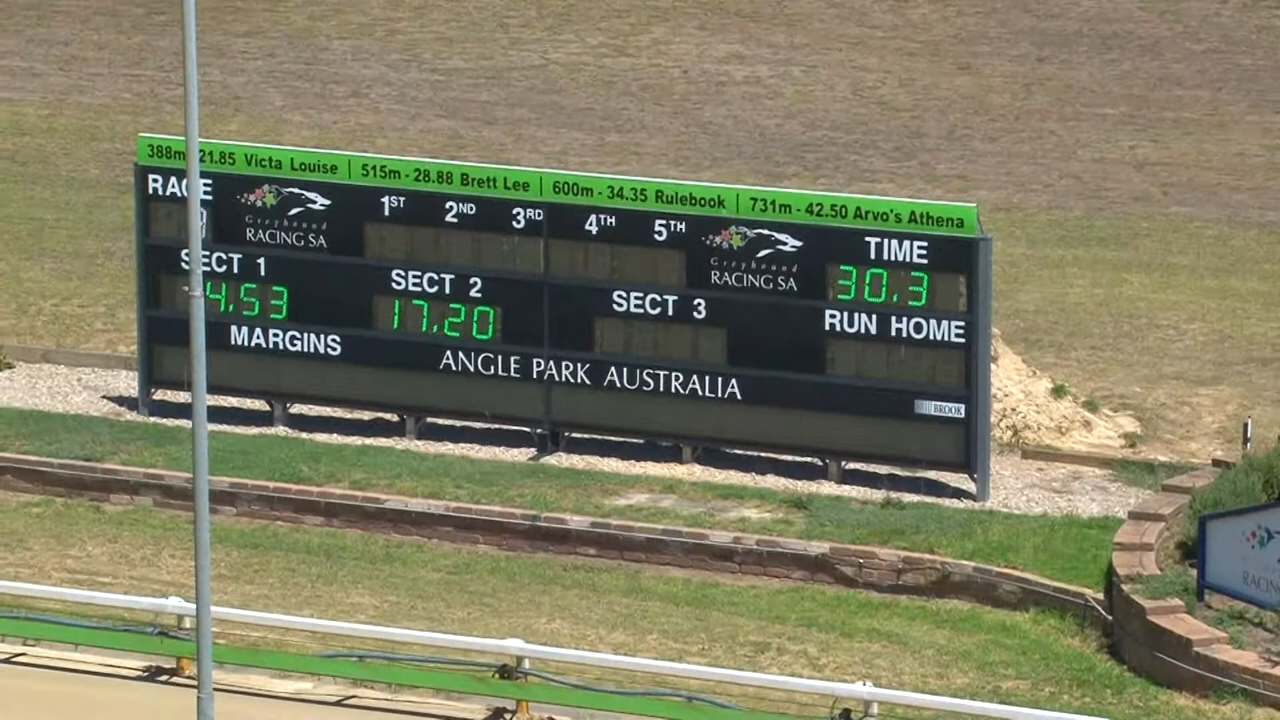 388m 21.85 Victa Louise | 515m - 28.88 Brett Lee | 600m - 34.35 Rulebook | 731m - 42.50 Arvo's Athena
RACE
Greyhound
RACING SA
1ST 2ND 3RD 4TH 5TH
Greyhound
RACING SA
TIME
30.3
SECT 1
4.53
SECT 2
17.20
SECT 3
RUN HOME
MARGINS
ANGLE PARK AUSTRALIA
BROOK